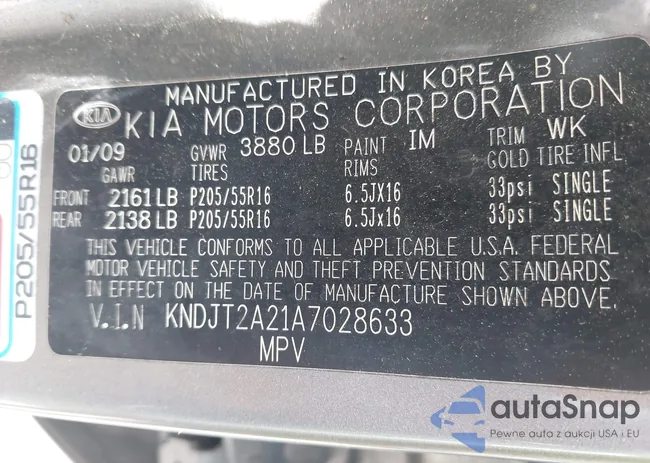 MANUFACTURED IN KOREA BY
KIA KIA MOTORS CORPORATION
01/09 GVWR 3880 LB PAINT IM TRIM WK
GAWR TIRES RIMS COLD TIRE INFL
FRONT 2161 LB P205/55R16 6.5JX16 33psi SINGLE
REAR 2138 LB P205/55R16 6.5Jx16 33psi SINGLE
THIS VEHICLE CONFORMS TO ALL APPLICABLE U.S.A. FEDERAL
MOTOR VEHICLE SAFETY AND THEFT PREVENTION STANDARDS
IN EFFECT ON THE DATE OF MANUFACTURE SHOWN ABOVE.
V.I.N KNDJT2A21A7028633
MPV
P205/55R16
autaSnap
Pewne auto z aukcji USA i EU